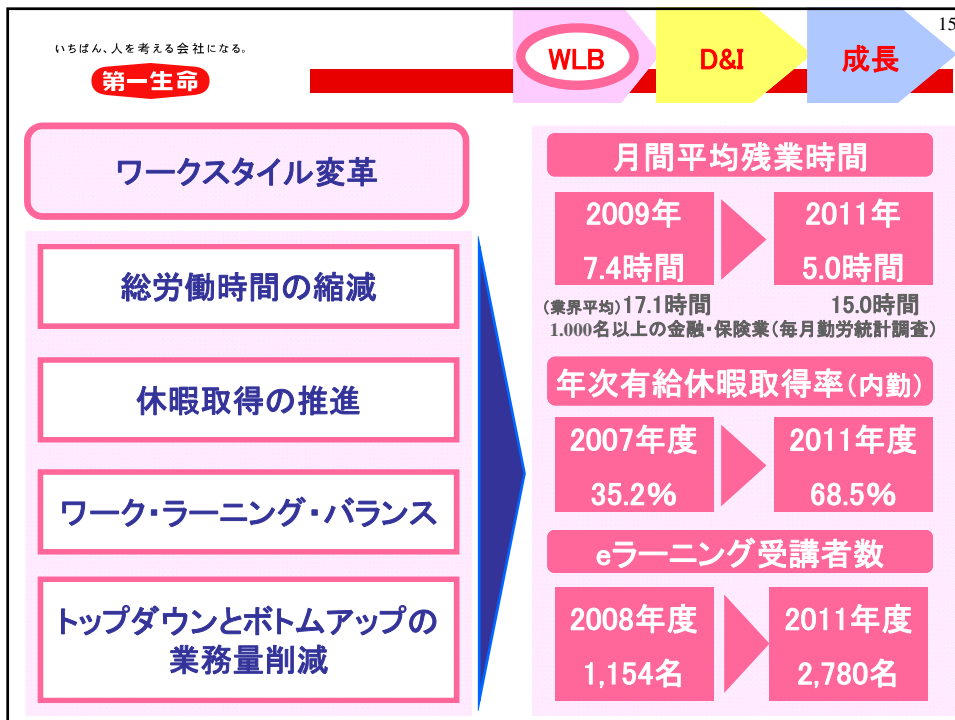 15
いちばん、人を考える会社になる。
第一生命
WLB
D&I
成長
ワークスタイル変革
総労働時間の縮減
休暇取得の推進
ワーク・ラーニング・バランス
トップダウンとボトムアップの
業務量削減
月間平均残業時間
2009年
7.4時間
2011年
5.0時間
(業界平均)17.1時間
15.0時間
1.000名以上の金融・保険業(毎月勤労統計調査)
年次有給休暇取得率(内勤)
2007年度
35.2%
2011年度
68.5%
eラーニング受講者数
2008年度
1,154名
2011年度
2,780名